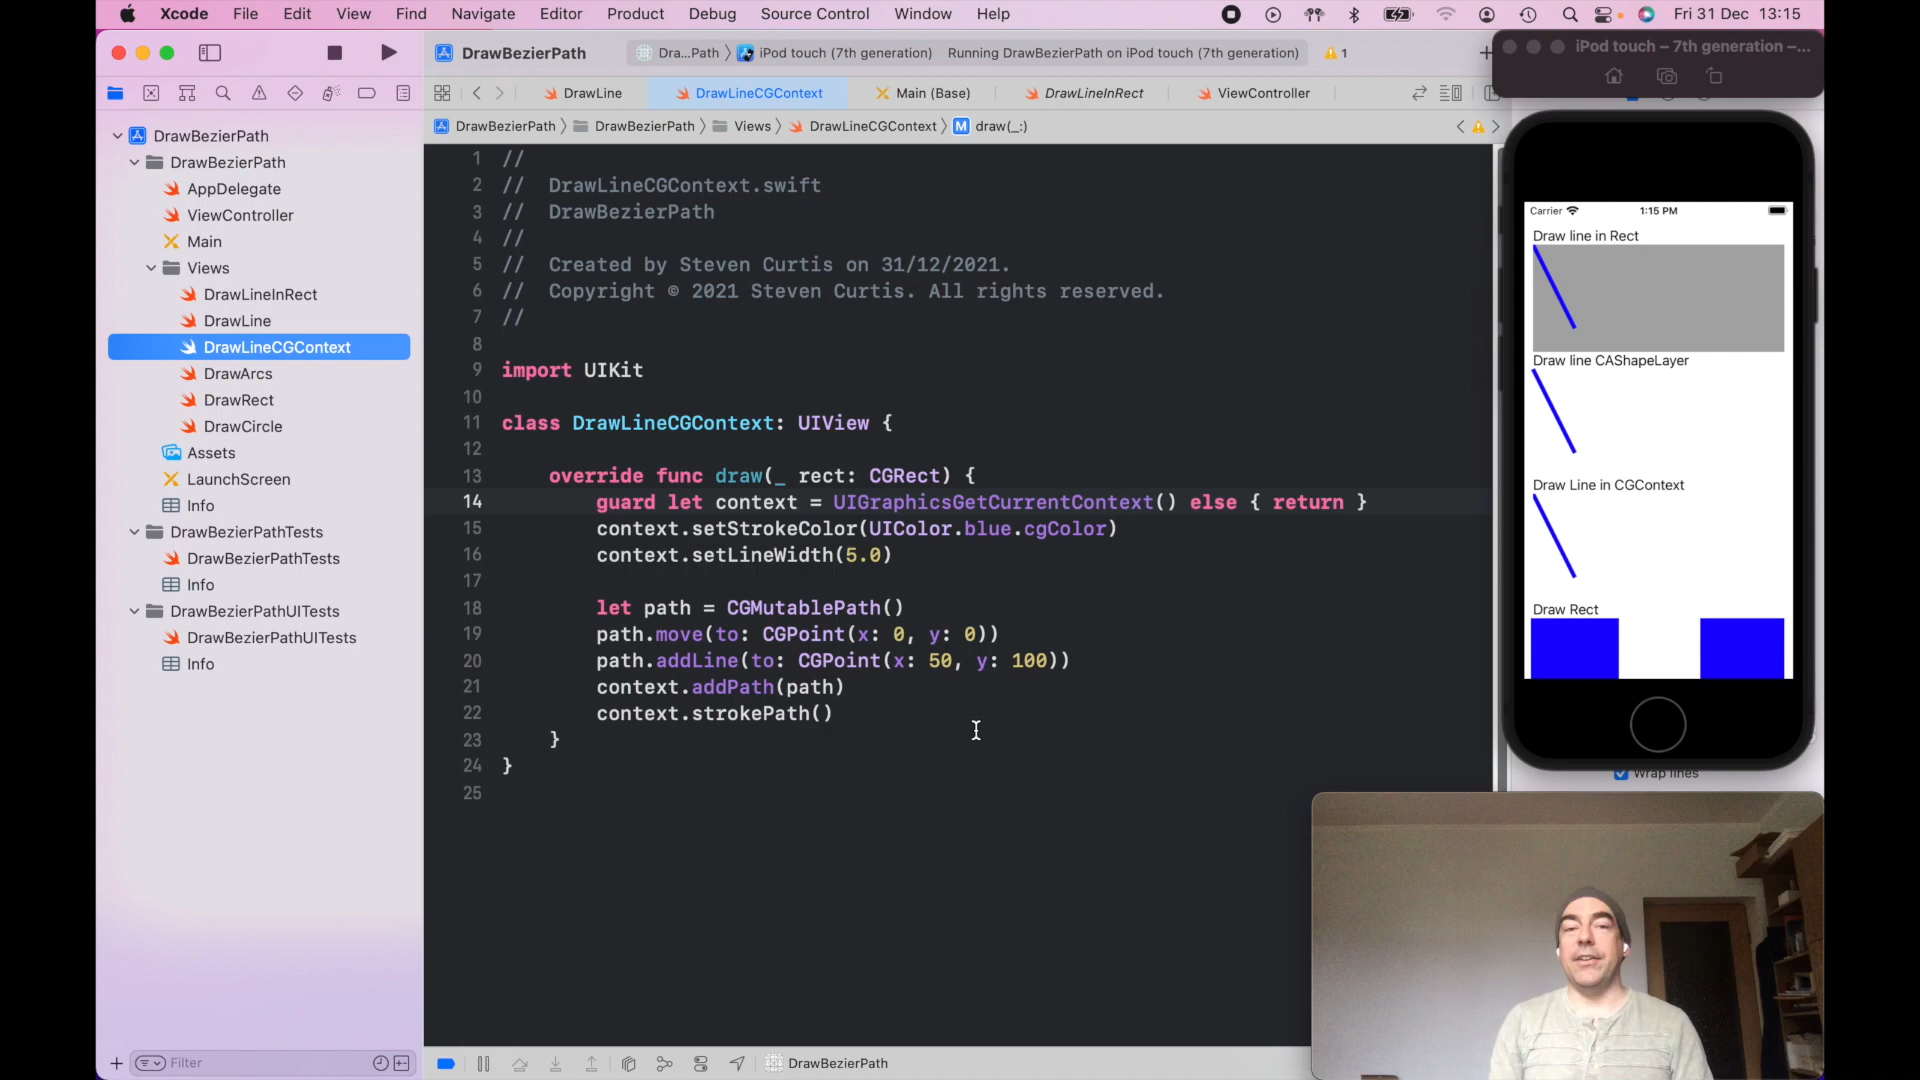 Xcode File Edit View Find Navigate Editor Product Debug Source Control Window Help Fri 31 Dec 13:15
DrawBezierPath Dra...Path iPod touch (7th generation) Running DrawBezierPath on iPod touch (7th generation) 1
iPod touch – 7th generation –...
DrawLine DrawLineCGContext Main (Base) DrawLineInRect ViewController
DrawBezierPath DrawBezierPath Views DrawLineCGContext M draw(_:)
DrawBezierPath
DrawBezierPath
AppDelegate
ViewController
Main
Views
DrawLineInRect
DrawLine
DrawLineCGContext
DrawArcs
DrawRect
DrawCircle
Assets
LaunchScreen
Info
DrawBezierPathTests
DrawBezierPathTests
Info
DrawBezierPathUITests
DrawBezierPathUITests
Info
Filter
1 //
2 // DrawLineCGContext.swift
3 // DrawBezierPath
4 //
5 // Created by Steven Curtis on 31/12/2021.
6 // Copyright © 2021 Steven Curtis. All rights reserved.
7 //
8
9 import UIKit
10
11 class DrawLineCGContext: UIView {
12
13 override func draw(_ rect: CGRect) {
14 guard let context = UIGraphicsGetCurrentContext() else { return }
15 context.setStrokeColor(UIColor.blue.cgColor)
16 context.setLineWidth(5.0)
17
18 let path = CGMutablePath()
19 path.move(to: CGPoint(x: 0, y: 0))
20 path.addLine(to: CGPoint(x: 50, y: 100))
21 context.addPath(path)
22 context.strokePath()
23 }
24 }
25
DrawBezierPath
Carrier 1:15 PM
Draw line in Rect
Draw line CAShapeLayer
Draw Line in CGContext
Draw Rect
Wrap lines